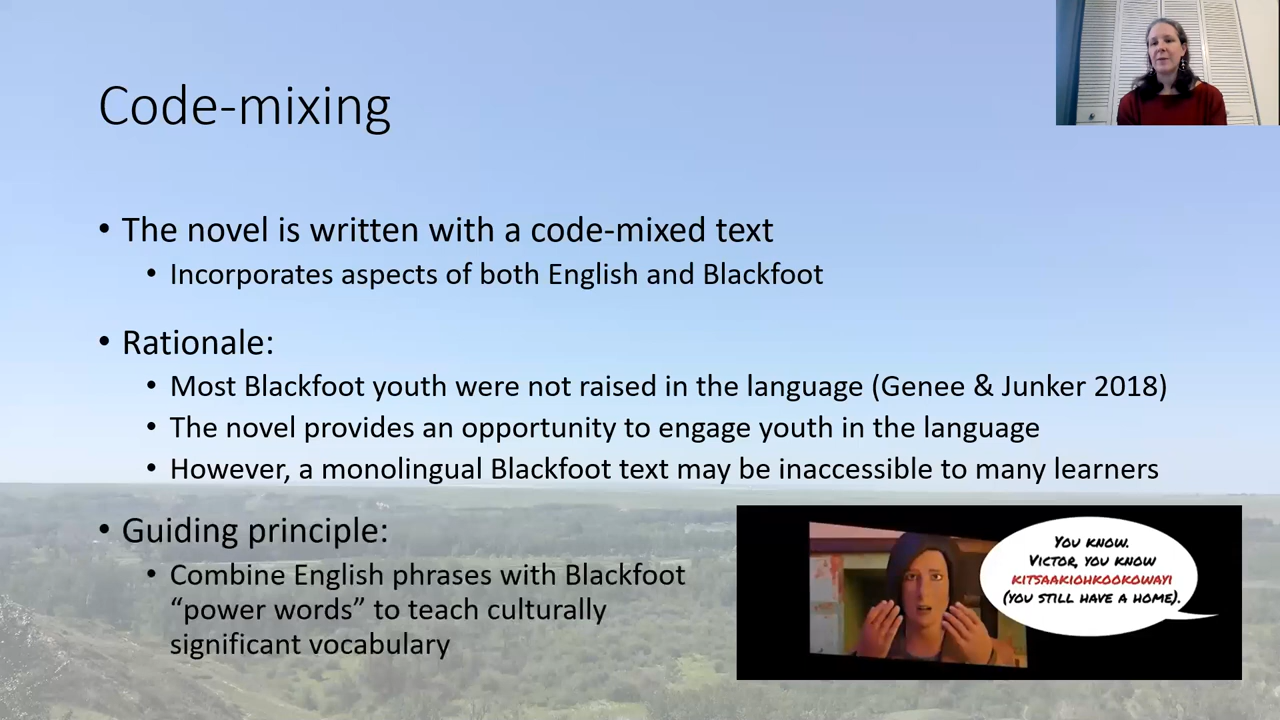 Code-mixing
• The novel is written with a code-mixed text
• Incorporates aspects of both English and Blackfoot
• Rationale:
• Most Blackfoot youth were not raised in the language (Genee & Junker 2018)
• The novel provides an opportunity to engage youth in the language
• However, a monolingual Blackfoot text may be inaccessible to many learners
• Guiding principle:
• Combine English phrases with Blackfoot
“power words” to teach culturally
significant vocabulary
YOU KNOW.
VICTOR, YOU KNOW
KITSAAKIOHKOOKOWAYI
(YOU STILL HAVE A HOME).